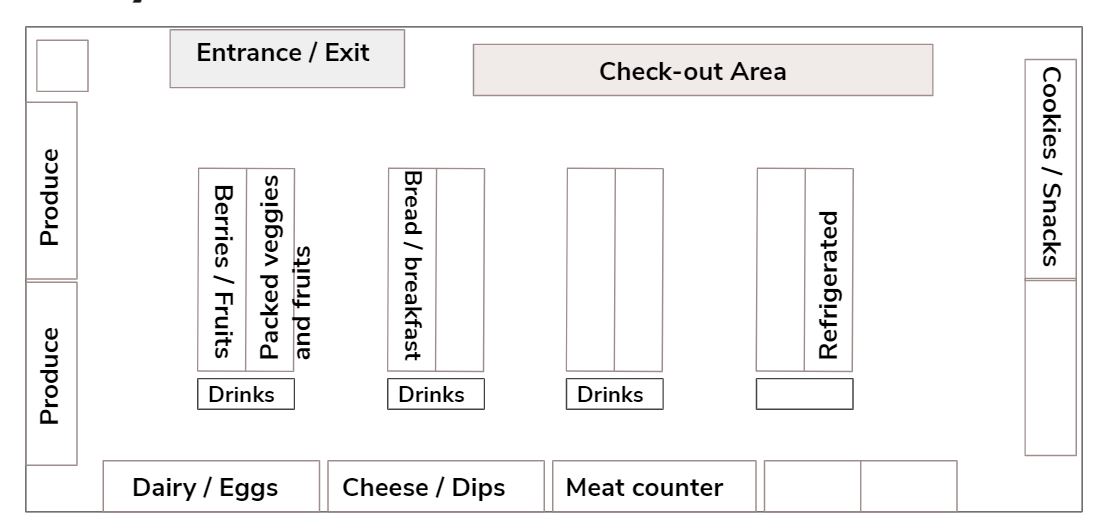 Entrance / Exit
Check-out Area
Cookies / Snacks
Produce
Produce
Berries / Fruits
Packed veggies
and fruits
Bread / breakfast
Refrigerated
Drinks
Drinks
Drinks
Dairy / Eggs
Cheese / Dips
Meat counter